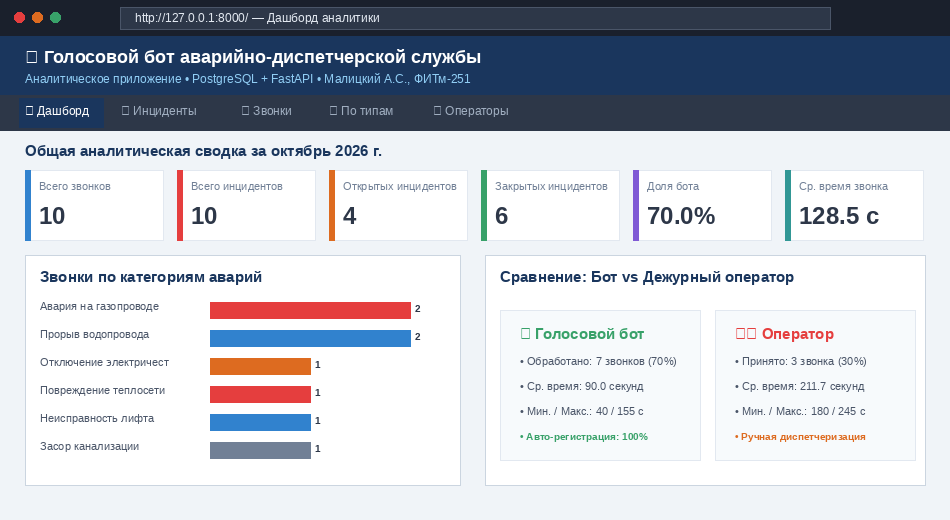 http://127.0.0.1:8000/ — Дашборд аналитики
Голосовой бот аварийно-диспетчерской службы
Аналитическое приложение • PostgreSQL + FastAPI • Малицкий А.С., ФИТм-251
Дашборд Инциденты Звонки По типам Операторы
Общая аналитическая сводка за октябрь 2026 г.
Всего звонков
10
Всего инцидентов
10
Открытых инцидентов
4
Закрытых инцидентов
6
Доля бота
70.0%
Ср. время звонка
128.5 с
Звонки по категориям аварий
Авария на газопроводе 2
Прорыв водопровода 2
Отключение электричест 1
Повреждение теплосети 1
Неисправность лифта 1
Засор канализации 1
Сравнение: Бот vs Дежурный оператор
Голосовой бот
• Обработано: 7 звонков (70%)
• Ср. время: 90.0 секунд
• Мин. / Макс.: 40 / 155 с
• Авто-регистрация: 100%
Оператор
• Принято: 3 звонка (30%)
• Ср. время: 211.7 секунд
• Мин. / Макс.: 180 / 245 с
• Ручная диспетчеризация